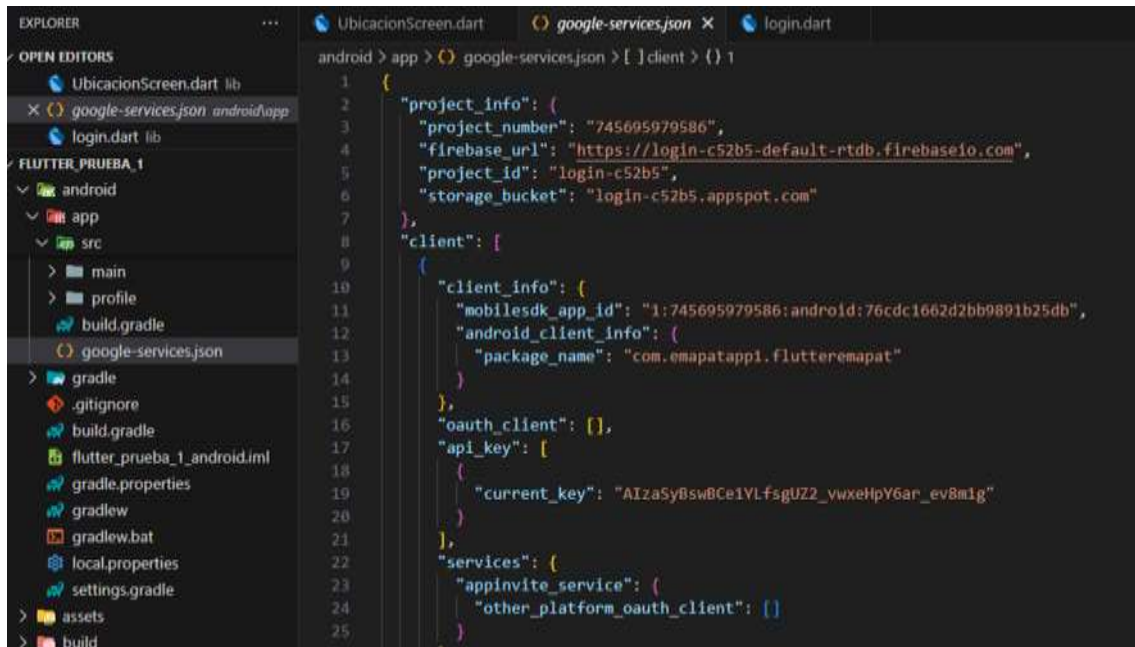 EXPLORER ...
OPEN EDITORS
UbicacionScreen.dart lib
google-services.json android\app
login.dart lib
FLUTTER_PRUEBA_1
android
app
src
main
profile
build.gradle
google-services.json
gradle
.gitignore
build.gradle
flutter_prueba_1_android.iml
gradle.properties
gradlew
gradlew.bat
local.properties
settings.gradle
assets
build
UbicacionScreen.dart {} google-services.json X login.dart
android > app > {} google-services.json > [ ] client > {} 1
1 {
2 "project_info": {
3 "project_number": "745695979586",
4 "firebase_url": "https://login-c52b5-default-rtdb.firebaseio.com",
5 "project_id": "login-c52b5",
6 "storage_bucket": "login-c52b5.appspot.com"
7 },
8 "client": [
9 {
10 "client_info": {
11 "mobilesdk_app_id": "1:745695979586:android:76cdc1662d2bb9891b25db",
12 "android_client_info": {
13 "package_name": "com.emapatapp1.flutteremapat"
14 }
15 },
16 "oauth_client": [],
17 "api_key": [
18 {
19 "current_key": "AIzaSyBswBCe1YLfsgUZ2_vwxeHpY6ar_ev8m1g"
20 }
21 ],
22 "services": {
23 "appinvite_service": {
24 "other_platform_oauth_client": []
25 }